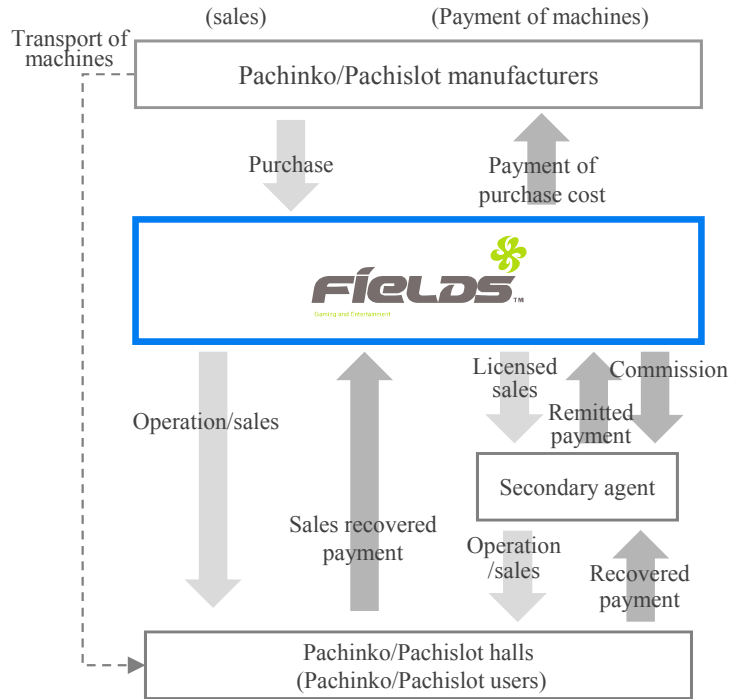 (sales)
(Payment of machines)
Transport of
machines
Pachinko/Pachislot manufacturers
Purchase
Payment of
purchase cost
FIELDS™
Gaming and Entertainment
Operation/sales
Sales recovered
payment
Licensed
sales
Remitted
payment
Commission
Secondary agent
Operation
/sales
Recovered
payment
Pachinko/Pachislot halls
(Pachinko/Pachislot users)